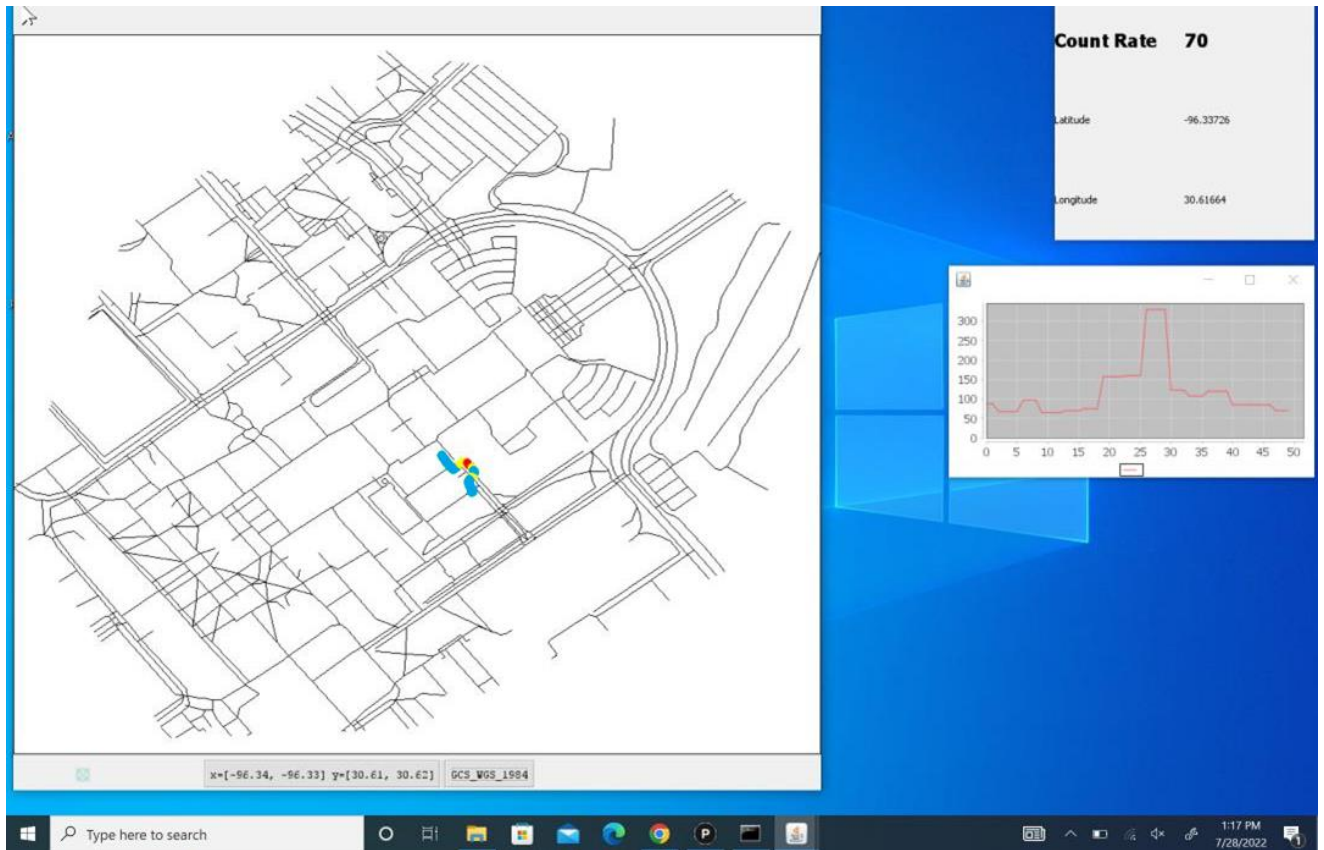 Count Rate 70
Latitude -96.33726
Longitude 30.61664
300
250
200
150
100
50
0
0 5 10 15 20 25 30 35 40 45 50
x=[-96.34, -96.33] y=[30.61, 30.62] GCS_WGS_1984
Type here to search
P
1:17 PM
7/28/2022
1